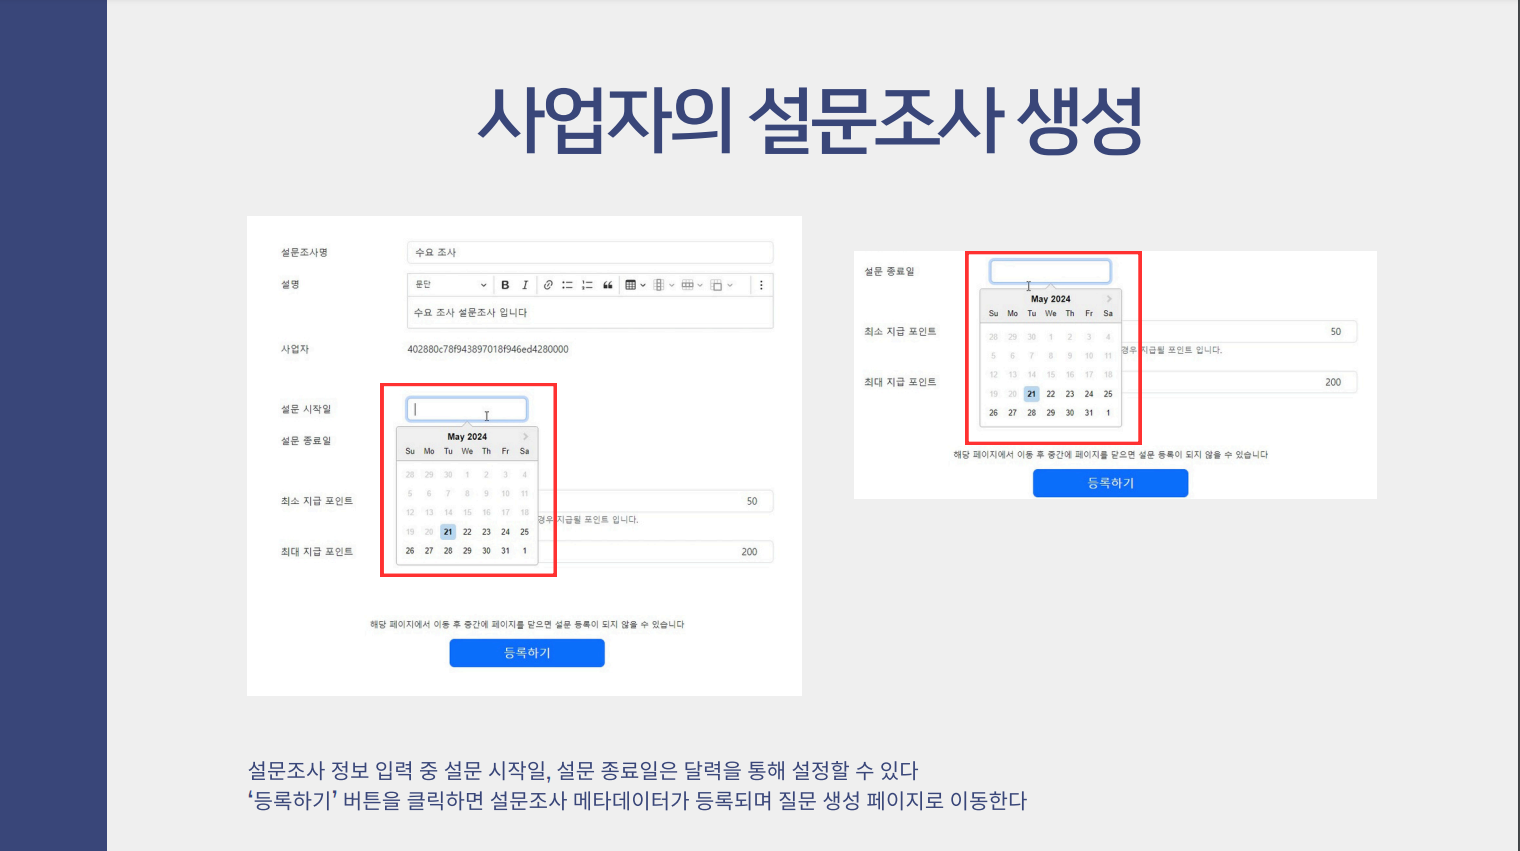 사업자의 설문조사 생성
설문조사명
수요 조사
설명
문단
B I
수요 조사 설문조사 입니다
사업자
402880c78f943897018f946ed4280000
설문 시작일
설문 종료일
May 2024
Su Mo Tu We Th Fr Sa
28 29 30 1 2 3 4
5 6 7 8 9 10 11
12 13 14 15 16 17 18
19 20 21 22 23 24 25
26 27 28 29 30 31 1
최소 지급 포인트
50
경우 지급될 포인트 입니다.
최대 지급 포인트
200
해당 페이지에서 이동 후 중간에 페이지를 닫으면 설문 등록이 되지 않을 수 있습니다
등록하기
설문 종료일
May 2024
Su Mo Tu We Th Fr Sa
28 29 30 1 2 3 4
5 6 7 8 9 10 11
12 13 14 15 16 17 18
19 20 21 22 23 24 25
26 27 28 29 30 31 1
최소 지급 포인트
50
경우 지급될 포인트 입니다.
최대 지급 포인트
200
해당 페이지에서 이동 후 중간에 페이지를 닫으면 설문 등록이 되지 않을 수 있습니다
등록하기
설문조사 정보 입력 중 설문 시작일, 설문 종료일은 달력을 통해 설정할 수 있다
‘등록하기’ 버튼을 클릭하면 설문조사 메타데이터가 등록되며 질문 생성 페이지로 이동한다